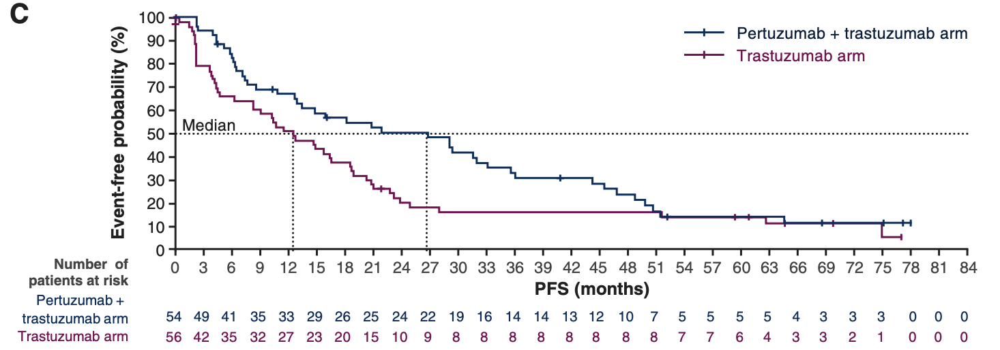 C
Event-free probability (%)
100
90
80
70
60
50
40
30
20
10
0
Pertuzumab + trastuzumab arm
Trastuzumab arm
Median
0 3 6 9 12 15 18 21 24 27 30 33 36 39 42 45 48 51 54 57 60 63 66 69 72 75 78 81 84
PFS (months)
Number of
patients at risk
Pertuzumab +
trastuzumab arm 54 49 41 35 33 29 26 25 24 22 19 16 14 14 13 12 10 7 5 5 5 5 4 3 3 3 0 0 0
Trastuzumab arm 56 42 35 32 27 23 20 15 10 9 8 8 8 8 8 8 8 8 7 7 6 4 3 3 2 1 0 0 0